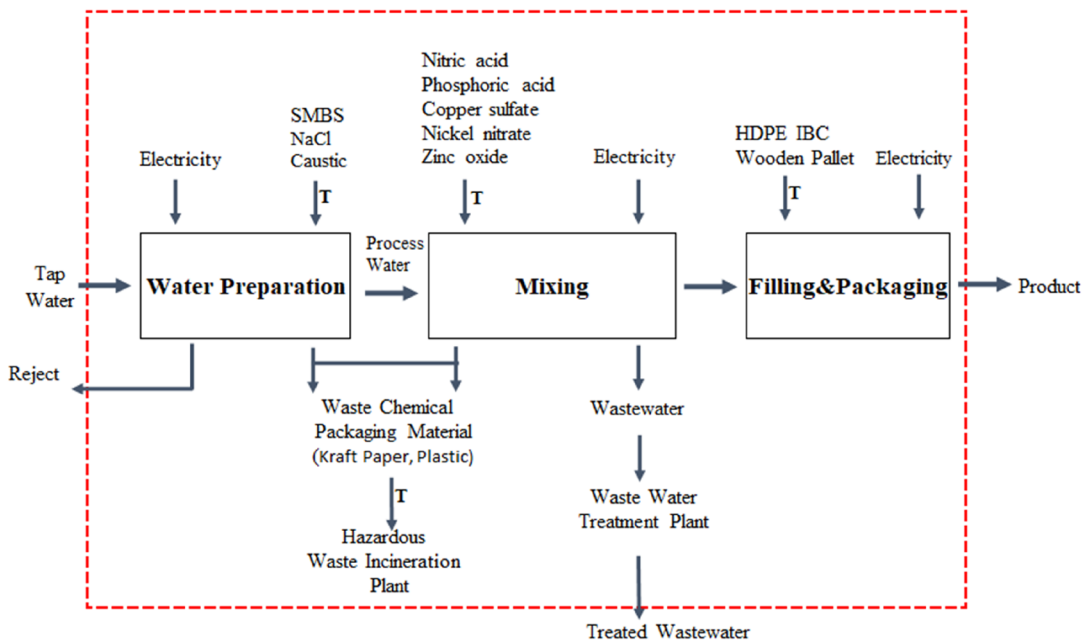 Nitric acid
Phosphoric acid
Copper sulfate
Nickel nitrate
Zinc oxide
SMBS
NaCl
Caustic
HDPE IBC
Wooden Pallet
Electricity
Electricity
Electricity
T
T
T
Tap
Water
Water Preparation
Process
Water
Mixing
Filling&Packaging
Product
Reject
Waste Chemical
Packaging Material
(Kraft Paper, Plastic)
T
Hazardous
Waste Incineration
Plant
Wastewater
Waste Water
Treatment Plant
Treated Wastewater